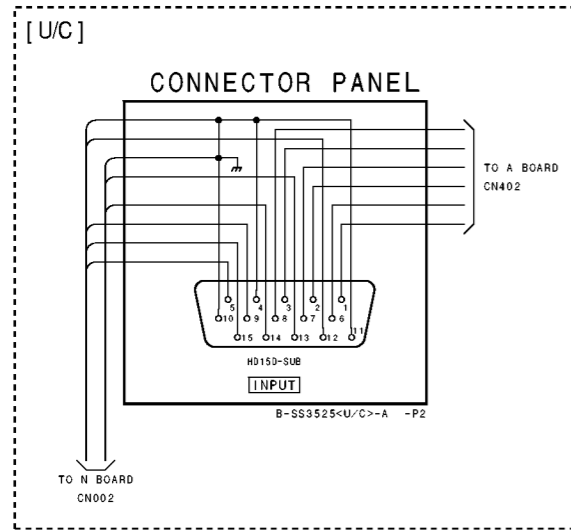 [ U/C ]
CONNECTOR PANEL
TO A BOARD
CN402
5 4 3 2 1
10 9 8 7 6
15 14 13 12 11
HD15D-SUB
INPUT
B-SS3525<U/C>-A -P2
TO N BOARD
CN002